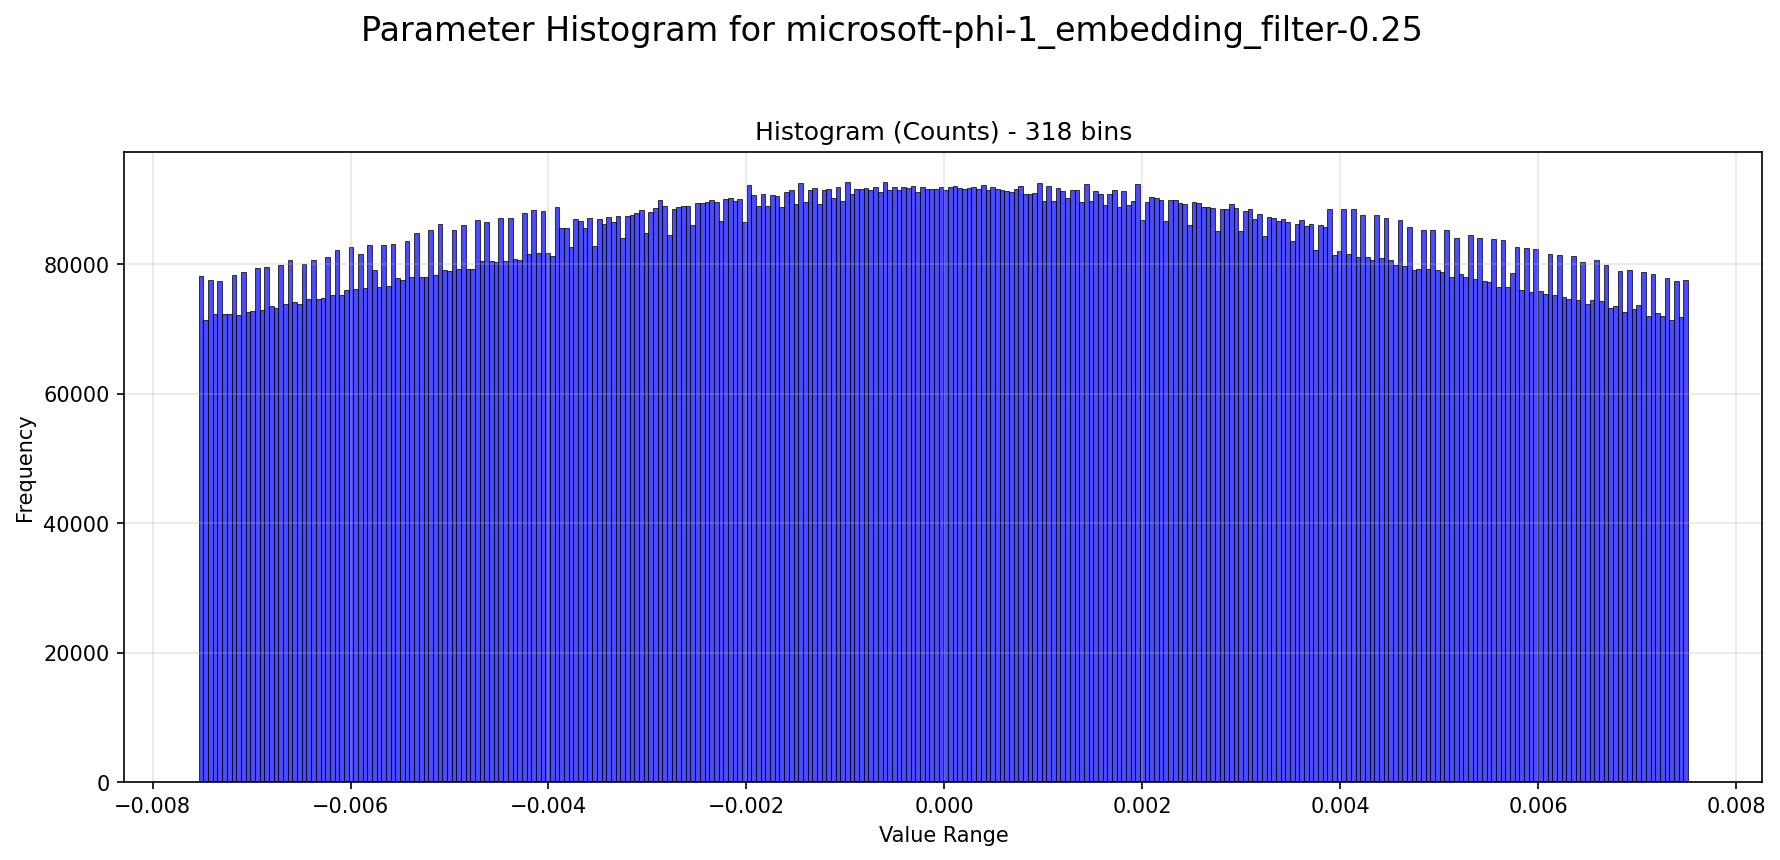 Parameter Histogram for microsoft-phi-1_embedding_filter-0.25
Histogram (Counts) - 318 bins
80000
60000
40000
20000
0
Frequency
−0.008 −0.006 −0.004 −0.002 0.000 0.002 0.004 0.006 0.008
Value Range